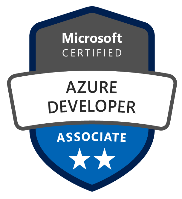 Microsoft
CERTIFIED
AZURE
DEVELOPER
ASSOCIATE